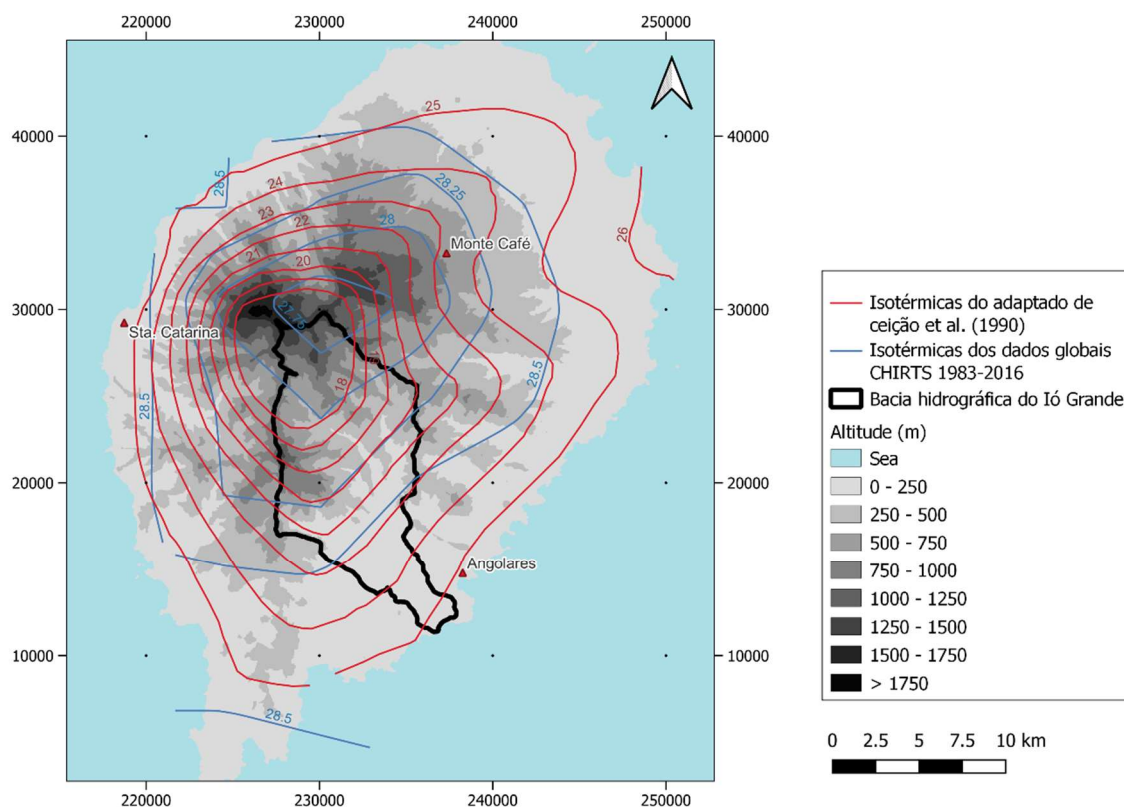 220000 230000 240000 250000
40000 40000
30000 30000
20000 20000
10000 10000
220000 230000 240000 250000
25
24
23
22
21
20
18
26
28.5
28.25
28
27.75
28.5
28.5
28.5
Monte Café
Sta. Catarina
Angolares
Isotérmicas do adaptado de
ceição et al. (1990)
Isotérmicas dos dados globais
CHIRTS 1983-2016
Bacia hidrográfica do Ió Grande
Altitude (m)
Sea
0 - 250
250 - 500
500 - 750
750 - 1000
1000 - 1250
1250 - 1500
1500 - 1750
> 1750
0 2.5 5 7.5 10 km